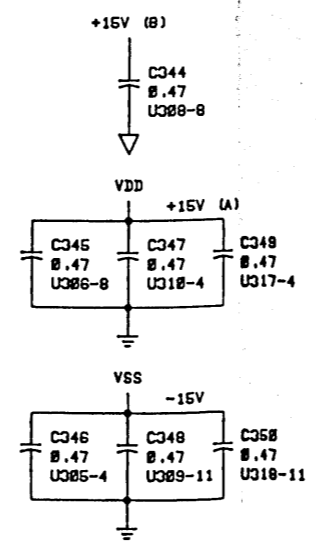 +15V (B)
C344
0.47
U308-8
VDD
+15V (A)
C345
0.47
U306-8
C347
0.47
U310-4
C349
0.47
U317-4
VSS
-15V
C346
0.47
U305-4
C348
0.47
U309-11
C350
0.47
U318-11